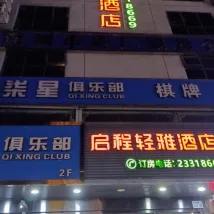 酒店
8669
柒星俱乐部 棋牌
QI XING CLUB
俱乐部 启程轻雅酒店
QI XING CLUB
2F
订房电话:233186